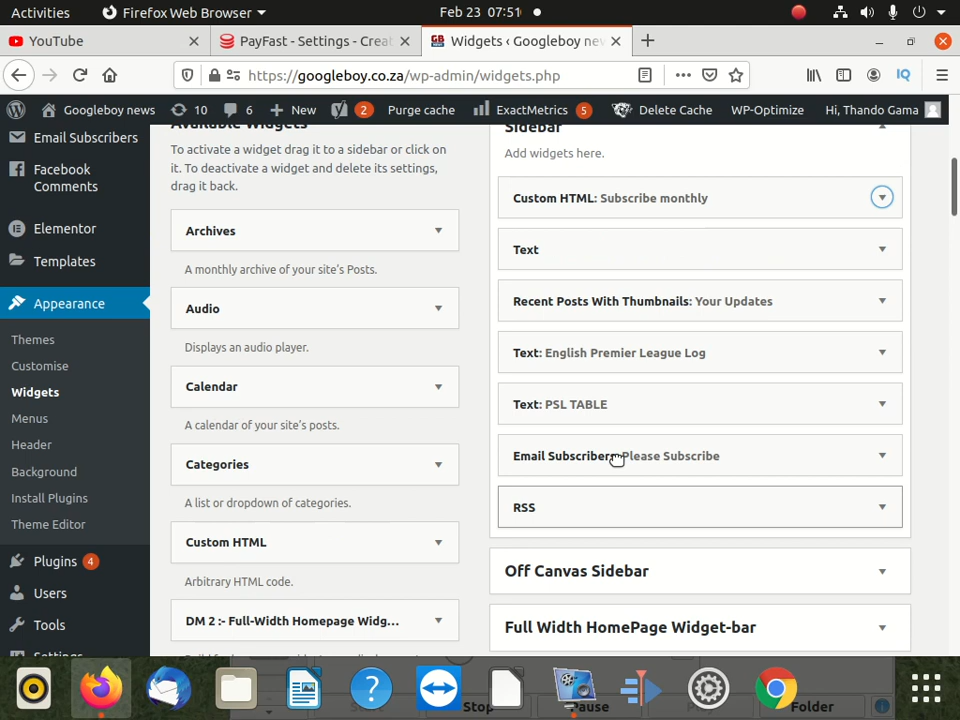 Activities
Firefox Web Browser
Feb 23 07:51
YouTube
PayFast - Settings - Crea
Widgets ‹ Googleboy ne
https://googleboy.co.za/wp-admin/widgets.php
IQ
Googleboy news
10
6
New
2
Purge cache
ExactMetrics 5
Delete Cache
WP-Optimize
Hi, Thando Gama
Email Subscribers
Facebook
Comments
Elementor
Templates
Appearance
Themes
Customise
Widgets
Menus
Header
Background
Install Plugins
Theme Editor
Plugins 4
Users
Tools
Settings
Available Widgets
To activate a widget drag it to a sidebar or click on
it. To deactivate a widget and delete its settings,
drag it back.
Archives
A monthly archive of your site's Posts.
Audio
Displays an audio player.
Calendar
A calendar of your site's posts.
Categories
A list or dropdown of categories.
Custom HTML
Arbitrary HTML code.
DM 2 :- Full-Width Homepage Widg...
Sidebar
Add widgets here.
Custom HTML: Subscribe monthly
Text
Recent Posts With Thumbnails: Your Updates
Text: English Premier League Log
Text: PSL TABLE
Email Subscribers Please Subscribe
RSS
Off Canvas Sidebar
Full Width HomePage Widget-bar
Stop
Pause
Folder